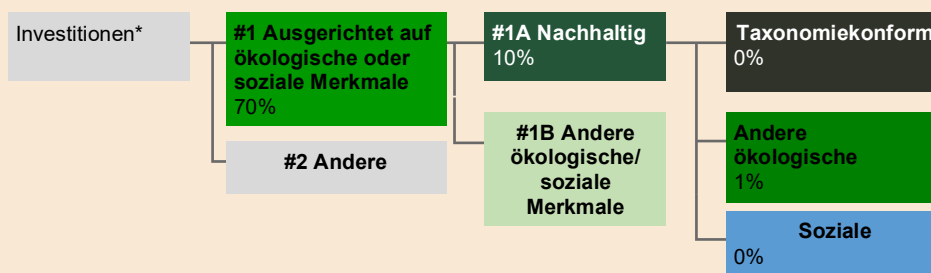 Investitionen*
#1 Ausgerichtet auf
ökologische oder
soziale Merkmale
70%
#2 Andere
#1A Nachhaltig
10%
#1B Andere
ökologische/
soziale
Merkmale
Taxonomiekonform
0%
Andere
ökologische
1%
Soziale
0%